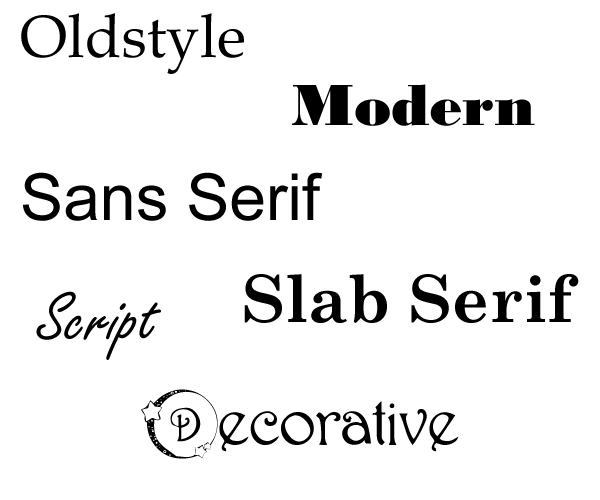 Oldstyle
Modern
Sans Serif
Slab Serif
Script
Decorative